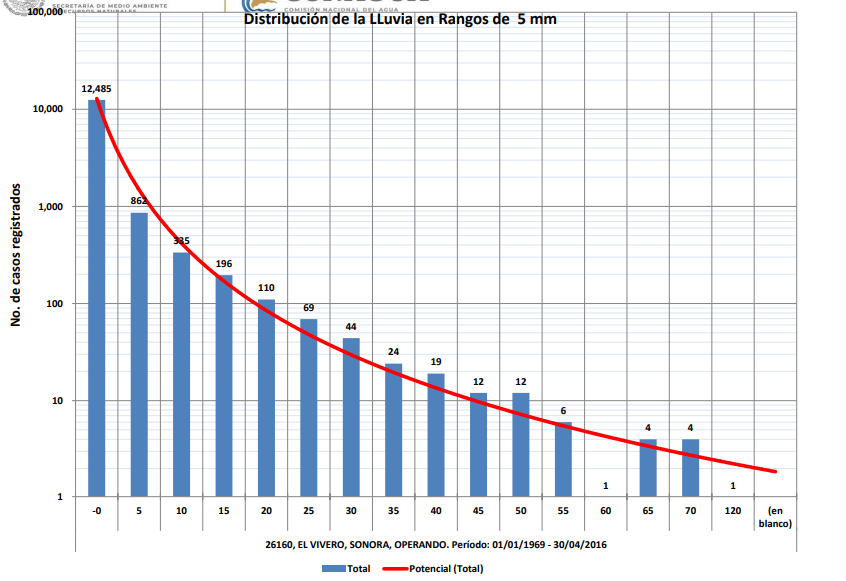 SECRETARÍA DE MEDIO AMBIENTE
COMISIÓN NACIONAL DEL AGUA
Distribución de la LLuvia en Rangos de 5 mm
No. de casos registrados
100,000
10,000
1,000
100
10
1
12,485
862
335
196
110
69
44
24
19
12
12
6
1
4
4
1
-0 5 10 15 20 25 30 35 40 45 50 55 60 65 70 120 (en
blanco)
26160, EL VIVERO, SONORA, OPERANDO. Período: 01/01/1969 - 30/04/2016
Total Potencial (Total)